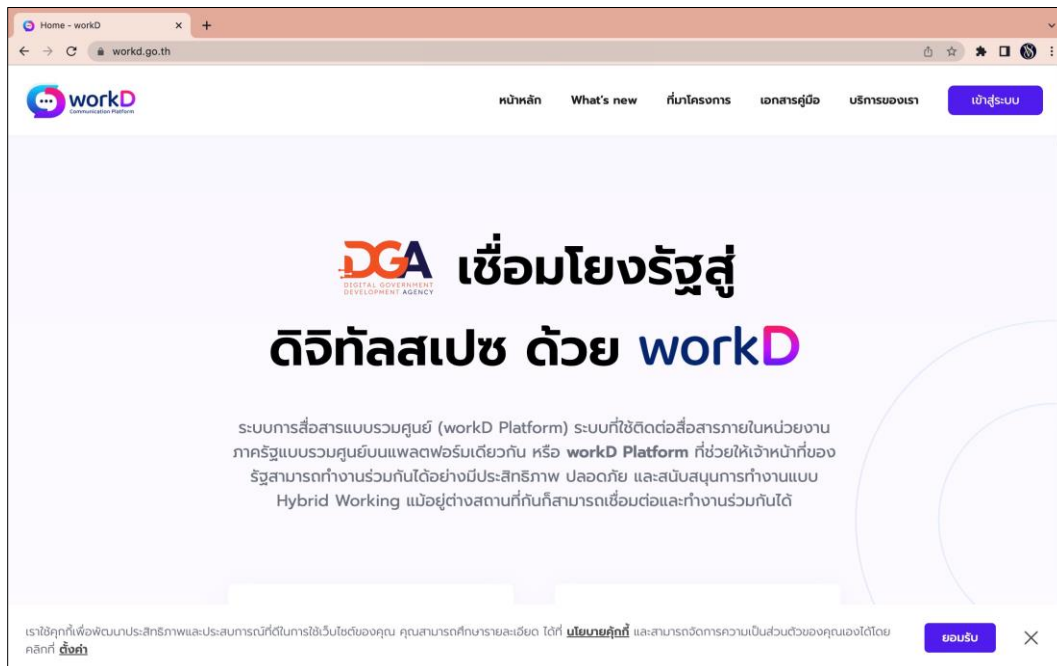 Home - workD
workd.go.th
workD
Communication Platform
หน้าหลัก What's new ที่มาโครงการ เอกสารคู่มือ บริการของเรา เข้าสู่ระบบ
DGA เชื่อมโยงรัฐสู่
DIGITAL GOVERNMENT
DEVELOPMENT AGENCY
ดิจิทัลสเปซ ด้วย workD
ระบบการสื่อสารแบบรวมศูนย์ (workD Platform) ระบบที่ใช้ติดต่อสื่อสารภายในหน่วยงาน
ภาครัฐแบบรวมศูนย์บนแพลตฟอร์มเดียวกัน หรือ workD Platform ที่ช่วยให้เจ้าหน้าที่ของ
รัฐสามารถทำงานร่วมกันได้อย่างมีประสิทธิภาพ ปลอดภัย และสนับสนุนการทำงานแบบ
Hybrid Working แม้อยู่ต่างสถานที่กันก็สามารถเชื่อมต่อและทำงานร่วมกันได้
เราใช้คุกกี้เพื่อพัฒนาประสิทธิภาพและประสบการณ์ที่ดีในการใช้เว็บไซต์ของคุณ คุณสามารถศึกษารายละเอียด ได้ที่ นโยบายคุ้กกี้ และสามารถจัดการความเป็นส่วนตัวของคุณเองได้โดย
คลิกที่ ตั้งค่า
ยอมรับ